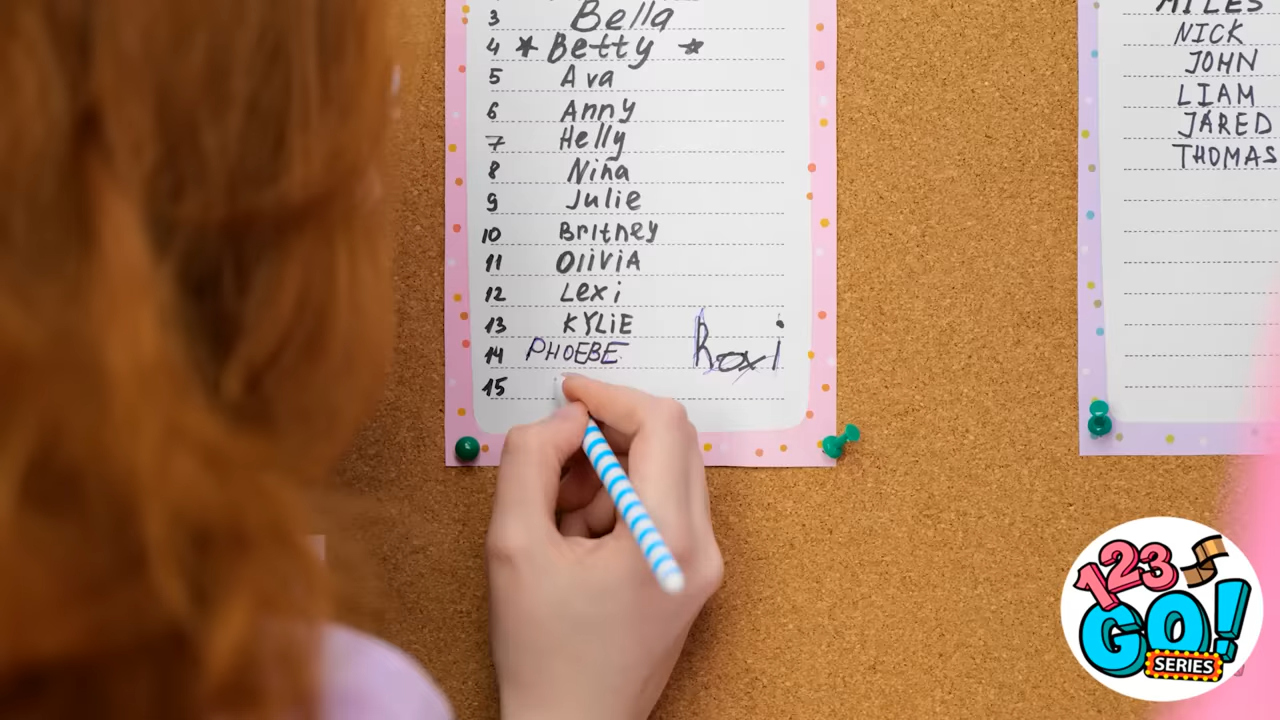 3 Bella
4 * Betty *
5 Ava
6 Anny
7 Helly
8 Nina
9 Julie
10 Britney
11 OLIVIA
12 Lexi
13 KYLIE
14 PHOEBE Roxi
15
MILES
NICK
JOHN
LIAM
JARED
THOMAS
123
GO!
SERIES